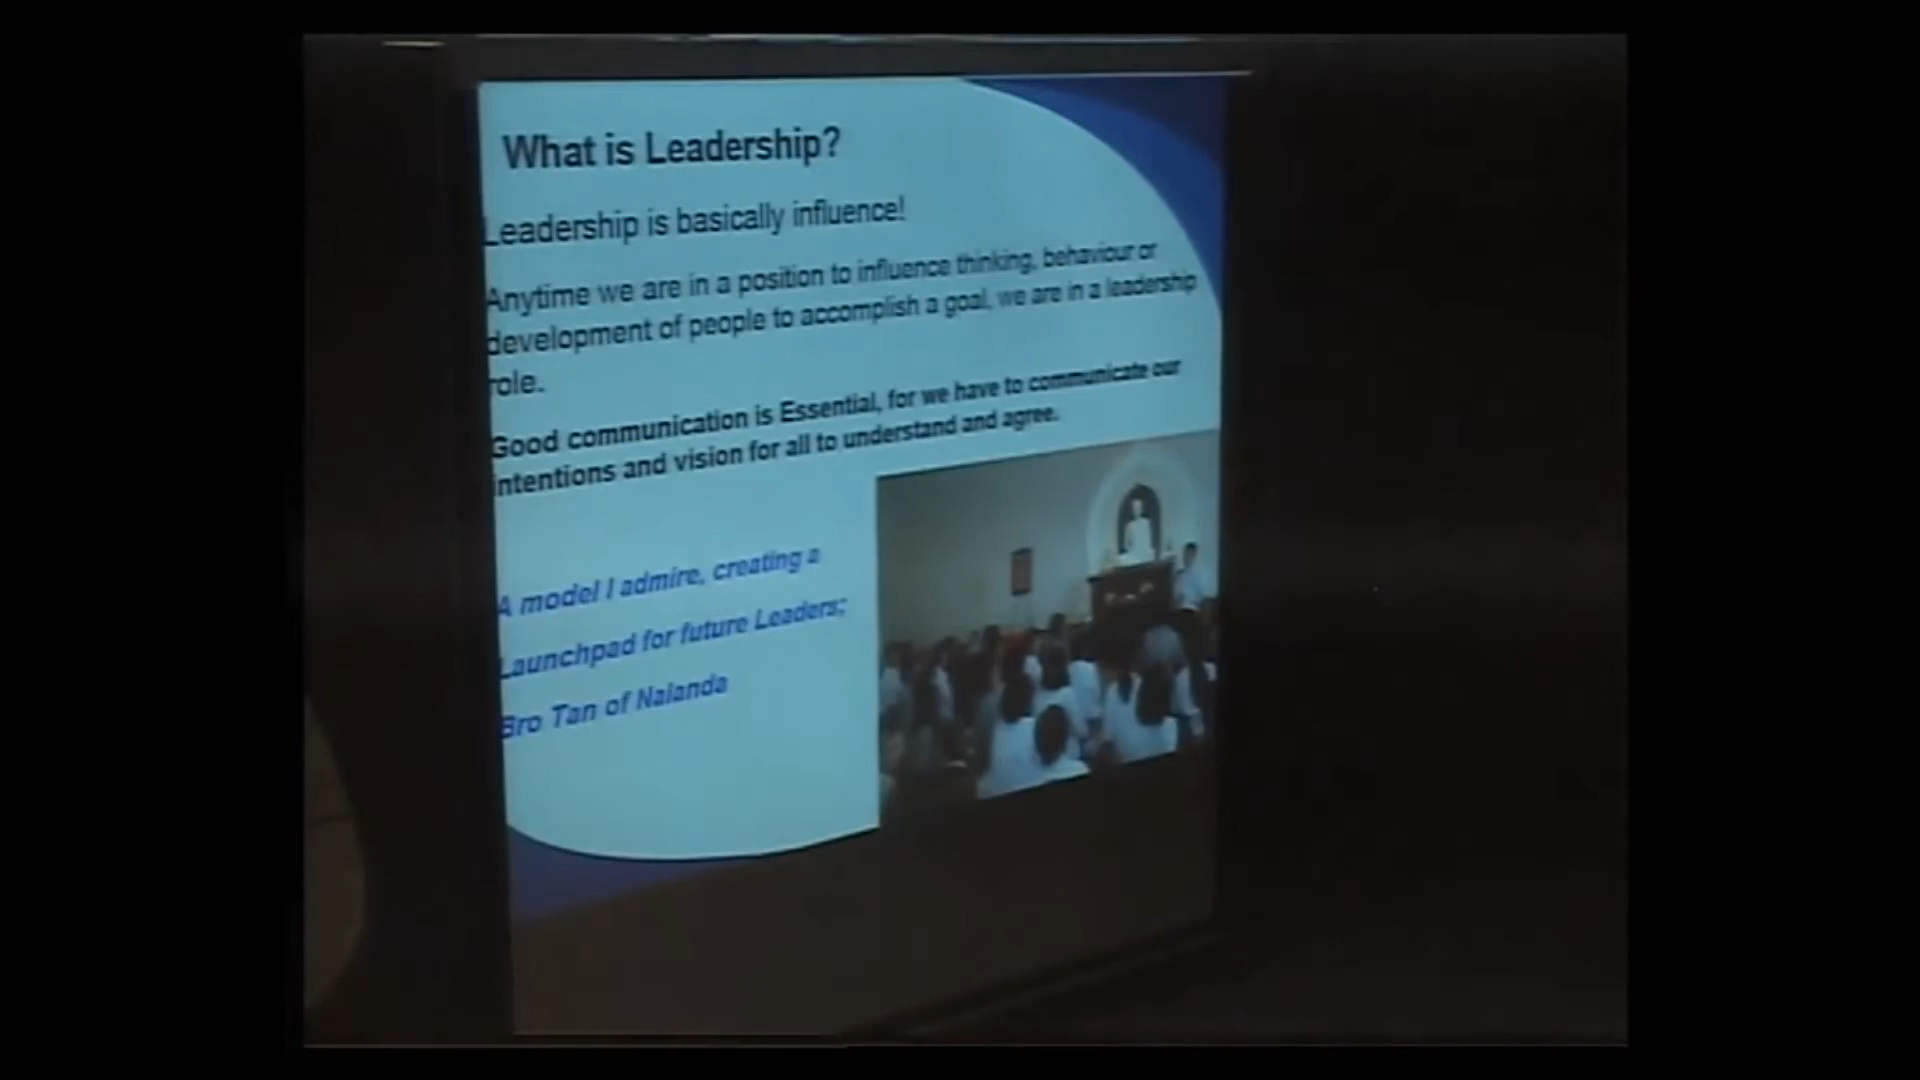 What is Leadership?
Leadership is basically influence!
Anytime we are in a position to influence thinking, behaviour or
development of people to accomplish a goal, we are in a leadership
role.
Good communication is Essential, for we have to communicate our
intentions and vision for all to understand and agree.
A model I admire, creating a
Launchpad for future Leaders;
Bro Tan of Nalanda